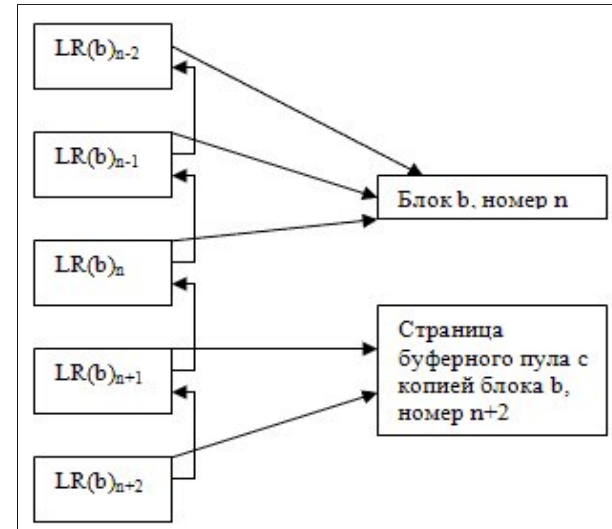 LR(b)n-2
LR(b)n-1
Блок b, номер n
LR(b)n
LR(b)n+1
Страница
буферного пула с
копией блока b,
номер n+2
LR(b)n+2